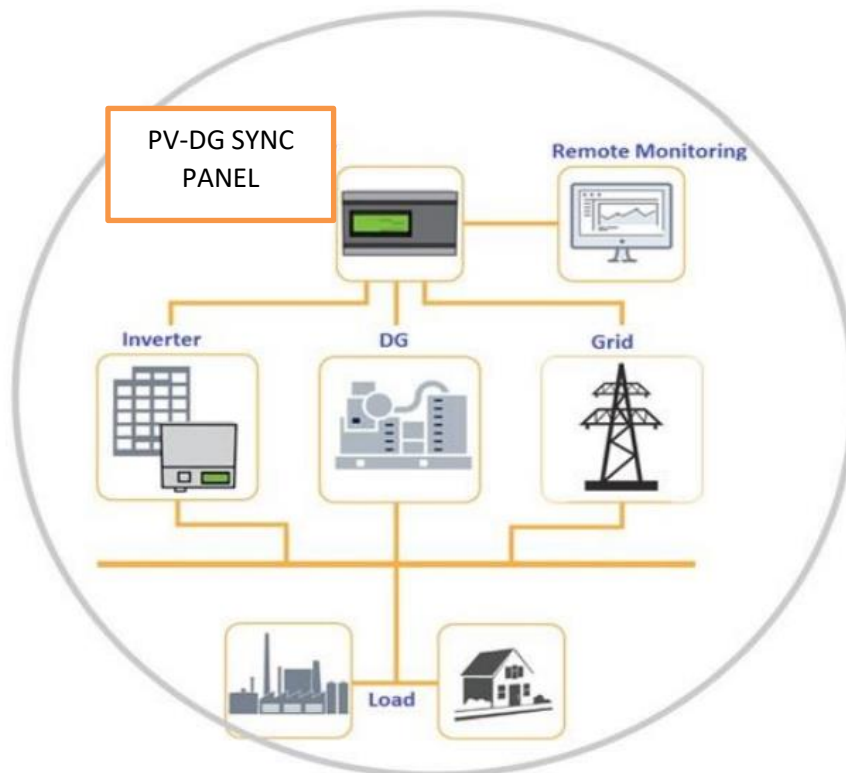 PV-DG SYNC
PANEL
Remote Monitoring
Inverter
DG
Grid
Load